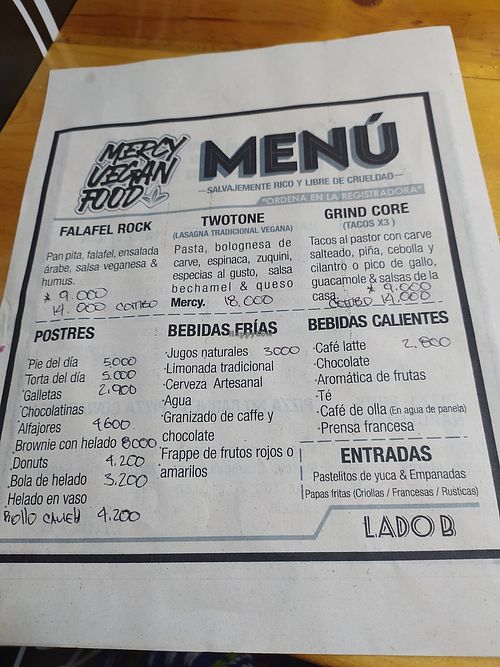 MERCY
VEGAN
FOOD
MENÚ
SALVAJEMENTE RICO Y LIBRE DE CRUELDAD
*ORDENA EN LA REGISTRADORA*
FALAFEL ROCK
Pan pita, falafel, ensalada
árabe, salsa veganesa &
humus.
* 9.000
14.000 combo
TWOTONE
(LASAGNA TRADICIONAL VEGANA)
Pasta, bolognesa de
carve, espinaca, zuquini,
especias al gusto, salsa
bechamel & queso
Mercy. 18.000
GRIND CORE
(TACOS X3 )
Tacos al pastor con carve
salteado, piña, cebolla y
cilantro o pico de gallo,
guacamole & salsas de la
casa. * 9.000
combo 14.000
POSTRES
Pie del día 5.000
Torta del día 5.000
Galletas 2.900
Chocolatinas
Alfajores 4600
Brownie con helado 8000
Donuts 4.200
Bola de helado 3.200
Helado en vaso
Rollo canela 4.200
BEBIDAS FRÍAS
·Jugos naturales 3000
·Limonada tradicional
·Cerveza Artesanal
·Agua
·Granizado de caffe y
chocolate
Frappe de frutos rojos o
amarilos
BEBIDAS CALIENTES
·Café latte 2.800
·Chocolate
·Aromática de frutas
·Té
·Café de olla (En agua de panela)
·Prensa francesa
ENTRADAS
Pastelitos de yuca & Empanadas
Papas fritas (Criollas / Francesas / Rusticas)
LADO B